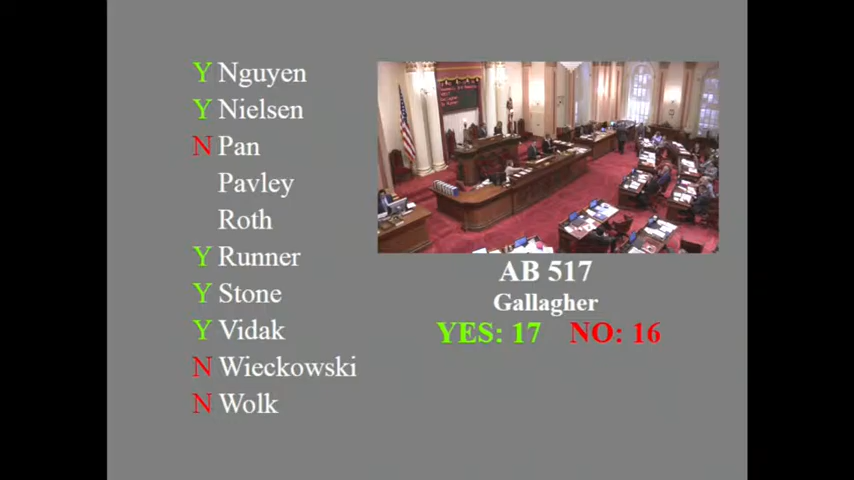 Y Nguyen
Y Nielsen
N Pan
Pavley
Roth
Y Runner
Y Stone
Y Vidak
N Wieckowski
N Wolk
AB 517
Gallagher
YES: 17 NO: 16